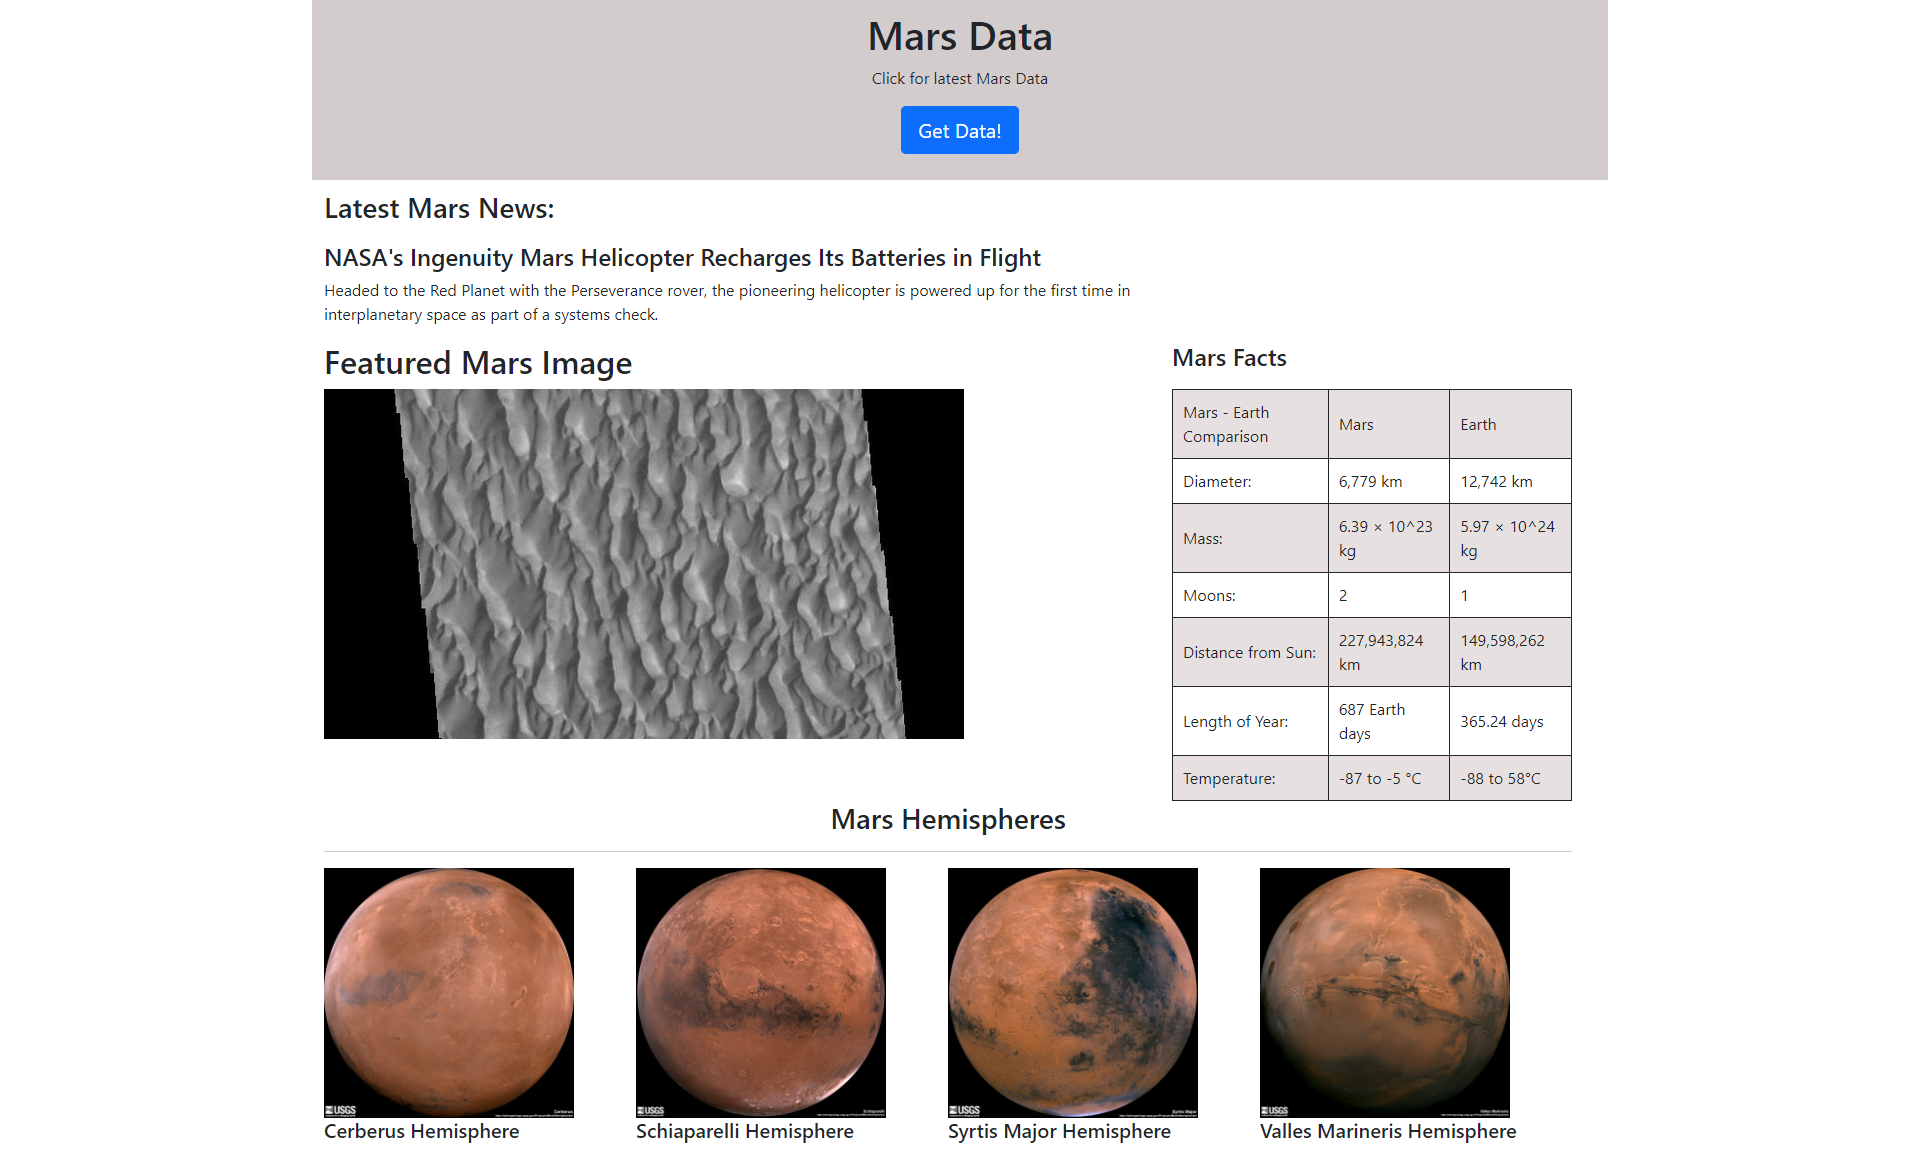 Mars Data
Click for latest Mars Data
Get Data!
Latest Mars News:
NASA's Ingenuity Mars Helicopter Recharges Its Batteries in Flight
Headed to the Red Planet with the Perseverance rover, the pioneering helicopter is powered up for the first time in
interplanetary space as part of a systems check.
Featured Mars Image
Mars Facts
Mars - Earth Comparison Mars Earth
Diameter: 6,779 km 12,742 km
Mass: 6.39 × 10^23 kg 5.97 × 10^24 kg
Moons: 2 1
Distance from Sun: 227,943,824 km 149,598,262 km
Length of Year: 687 Earth days 365.24 days
Temperature: -87 to -5 °C -88 to 58°C
Mars Hemispheres
USGS Cerberus
USGS Schiaparelli
USGS Syrtis Major
USGS Valles Marineris
Cerberus Hemisphere
Schiaparelli Hemisphere
Syrtis Major Hemisphere
Valles Marineris Hemisphere